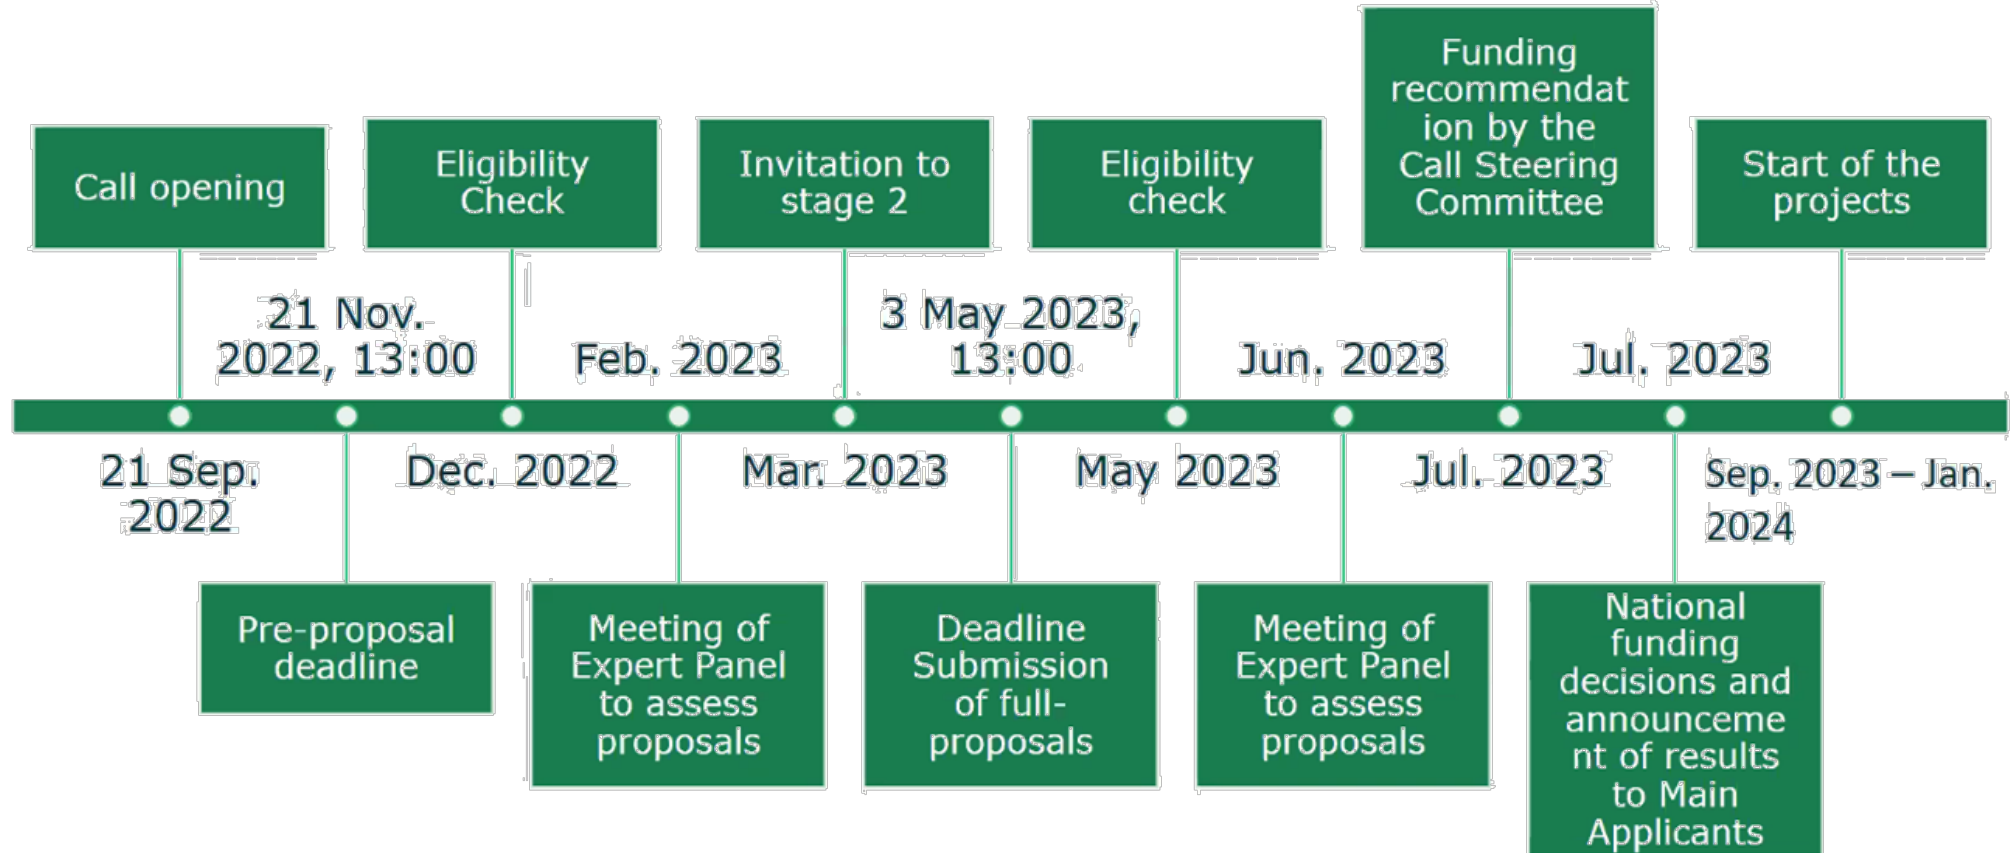 Call opening
Eligibility
Check
Invitation to
stage 2
Eligibility
check
Funding
recommendat
ion by the
Call Steering
Committee
Start of the
projects
21 Nov.
2022, 13:00
Feb. 2023
3 May 2023,
13:00
Jun. 2023
Jul. 2023
21 Sep.
2022
Dec. 2022
Mar. 2023
May 2023
Jul. 2023
Sep. 2023 – Jan.
2024
Pre-proposal
deadline
Meeting of
Expert Panel
to assess
proposals
Deadline
Submission
of full-
proposals
Meeting of
Expert Panel
to assess
proposals
National
funding
decisions and
announceme
nt of results
to Main
Applicants